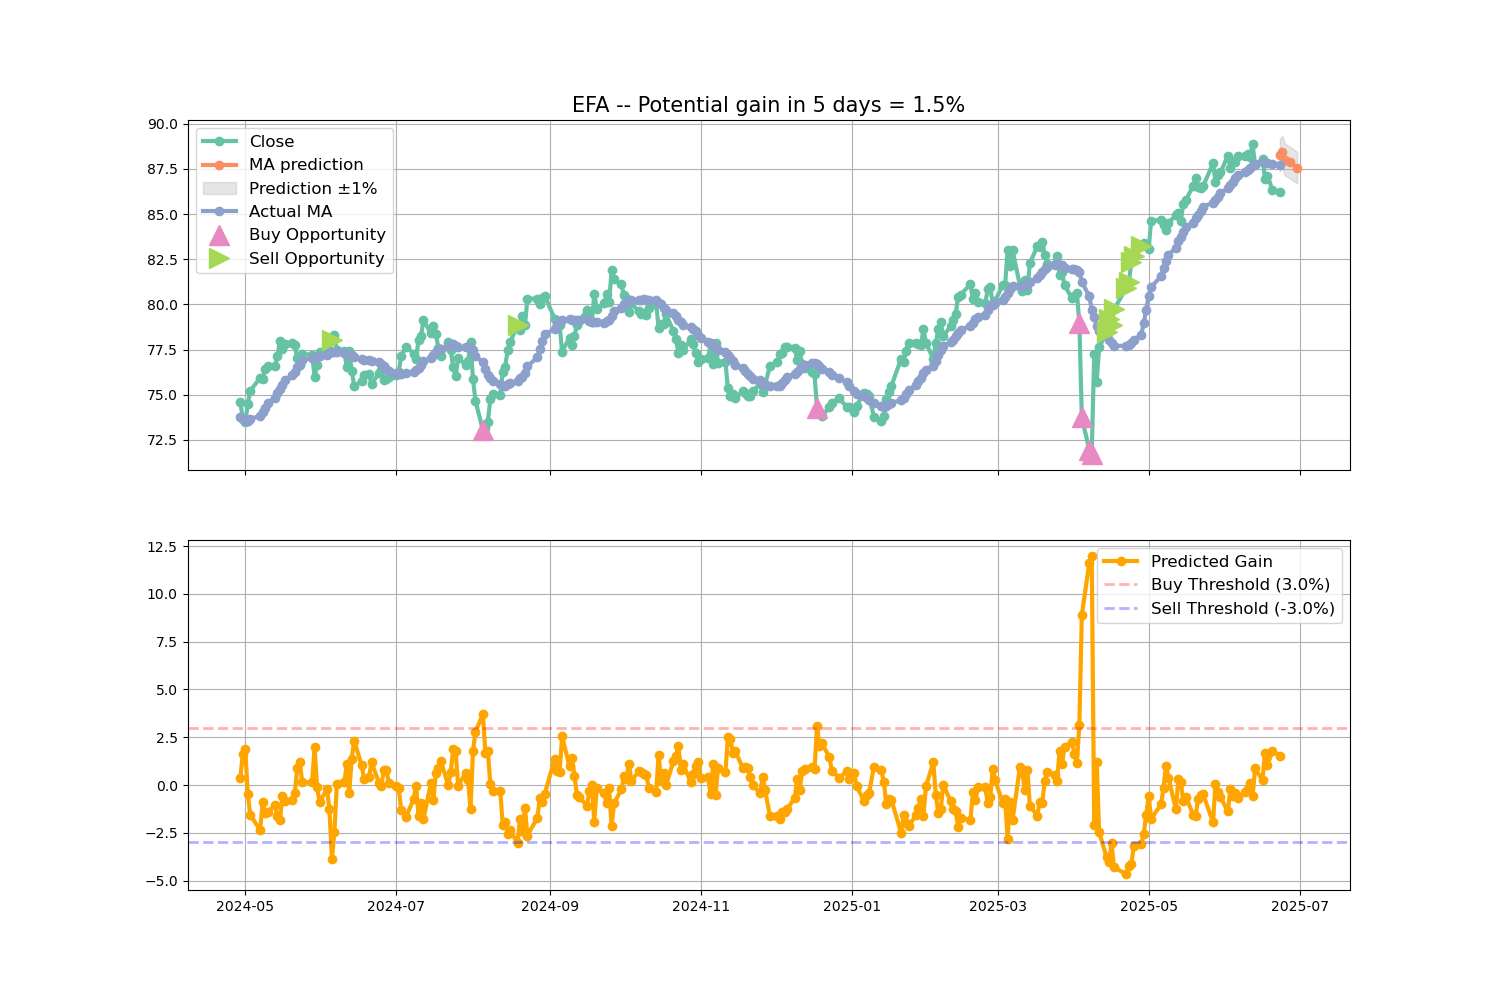 EFA -- Potential gain in 5 days = 1.5%
90.0
87.5
85.0
82.5
80.0
77.5
75.0
72.5
Close
MA prediction
Prediction ±1%
Actual MA
Buy Opportunity
Sell Opportunity
12.5
10.0
7.5
5.0
2.5
0.0
−2.5
−5.0
Predicted Gain
Buy Threshold (3.0%)
Sell Threshold (-3.0%)
2024-05
2024-07
2024-09
2024-11
2025-01
2025-03
2025-05
2025-07